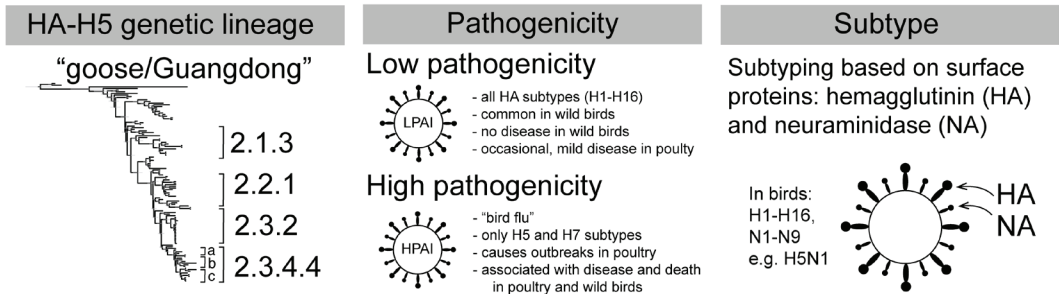 HA-H5 genetic lineage
"goose/Guangdong"
2.1.3
2.2.1
2.3.2
a
b
c
2.3.4.4
Pathogenicity
Low pathogenicity
LPAI
- all HA subtypes (H1-H16)
- common in wild birds
- no disease in wild birds
- occasional, mild disease in poulty
High pathogenicity
HPAI
- "bird flu"
- only H5 and H7 subtypes
- causes outbreaks in poultry
- associated with disease and death
in poultry and wild birds
Subtype
Subtyping based on surface
proteins: hemagglutinin (HA)
and neuraminidase (NA)
In birds:
H1-H16,
N1-N9
e.g. H5N1
HA
NA